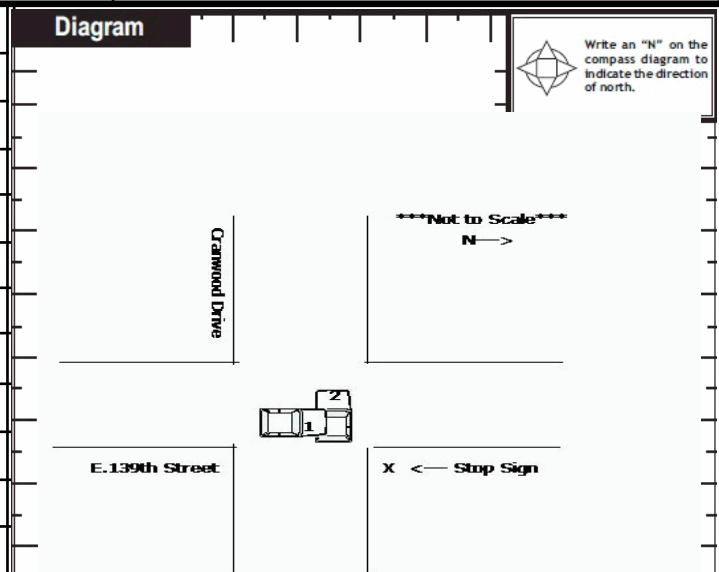 Diagram
Write an "N" on the
compass diagram to
indicate the direction
of north.
***Not to Scale***
N—>
Cranwood Drive
2
1
E.139th Street
X <— Stop Sign